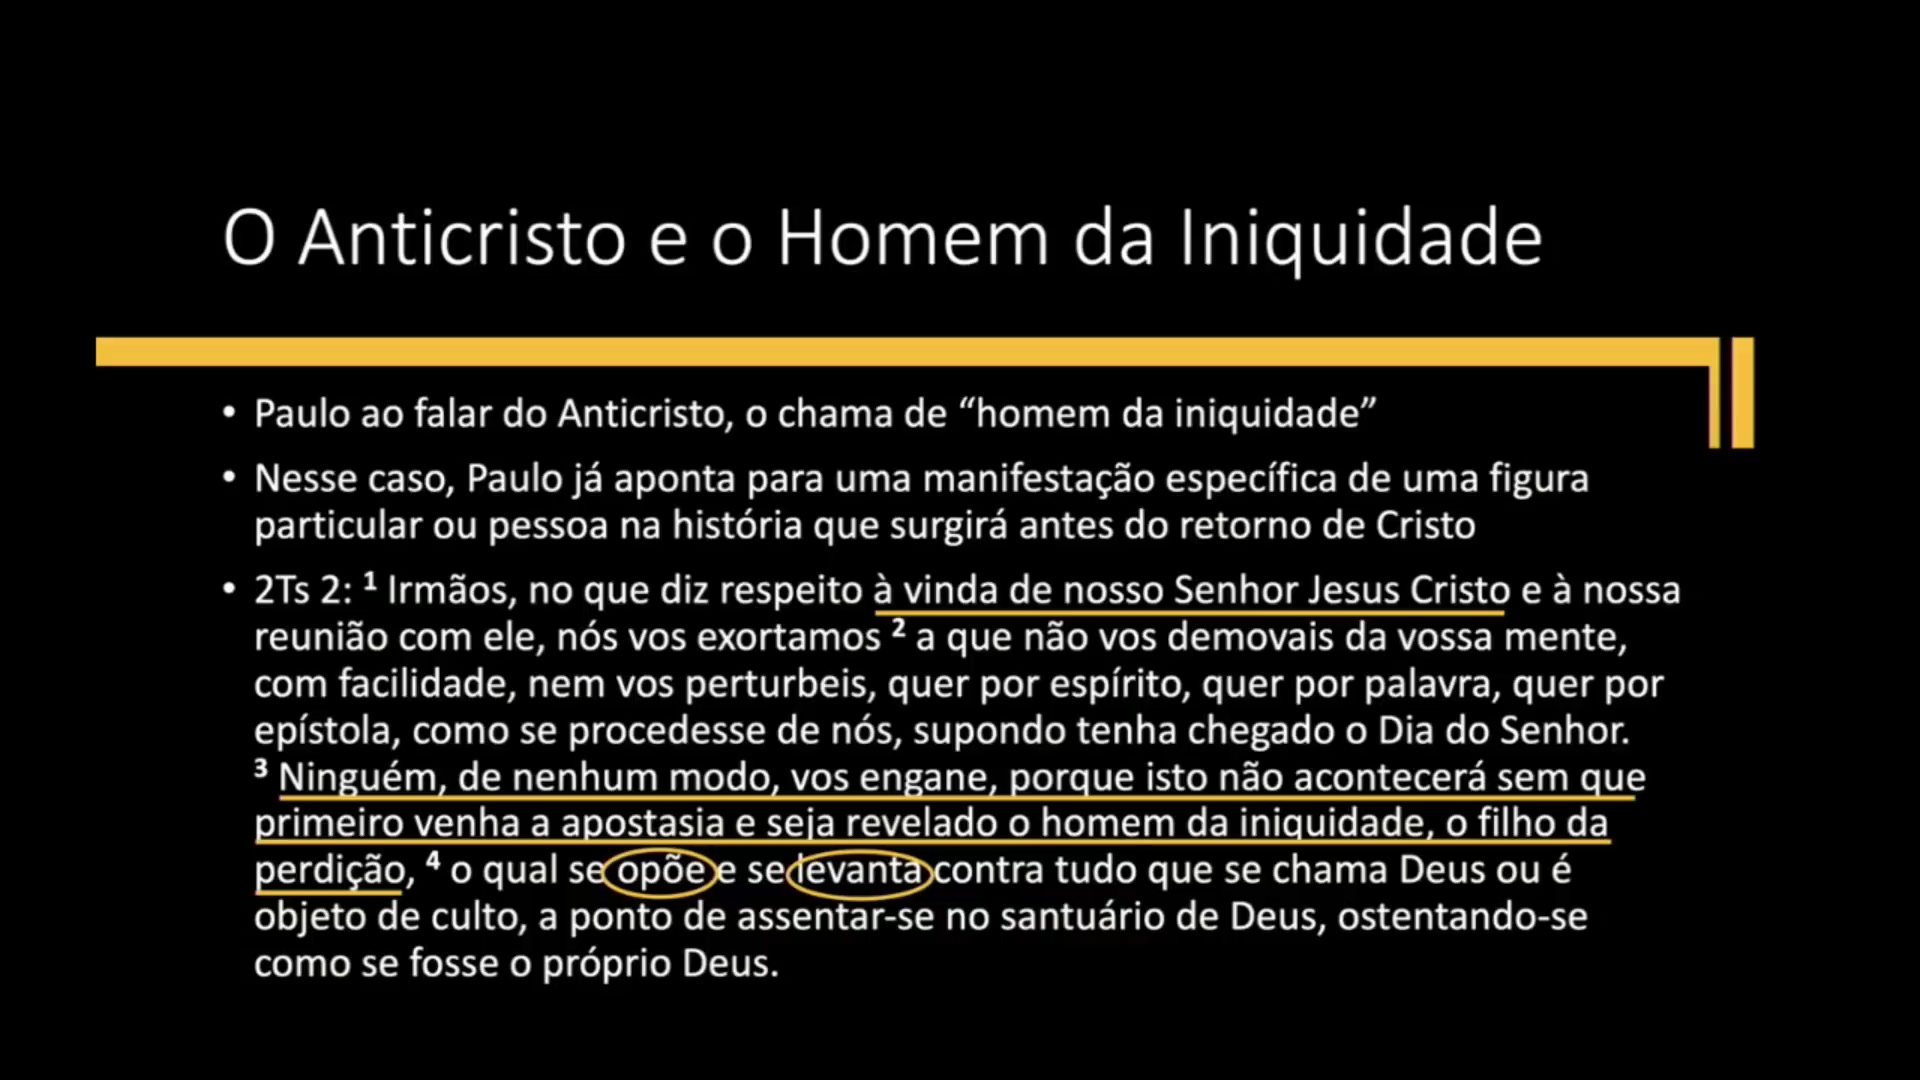 O Anticristo e o Homem da Iniquidade
• Paulo ao falar do Anticristo, o chama de “homem da iniquidade”
• Nesse caso, Paulo já aponta para uma manifestação específica de uma figura
particular ou pessoa na história que surgirá antes do retorno de Cristo
• 2Ts 2: ¹ Irmãos, no que diz respeito à vinda de nosso Senhor Jesus Cristo e à nossa
reunião com ele, nós vos exortamos ² a que não vos demovais da vossa mente,
com facilidade, nem vos perturbeis, quer por espírito, quer por palavra, quer por
epístola, como se procedesse de nós, supondo tenha chegado o Dia do Senhor.
³ Ninguém, de nenhum modo, vos engane, porque isto não acontecerá sem que
primeiro venha a apostasia e seja revelado o homem da iniquidade, o filho da
perdição, ⁴ o qual se opõe e se levanta contra tudo que se chama Deus ou é
objeto de culto, a ponto de assentar-se no santuário de Deus, ostentando-se
como se fosse o próprio Deus.